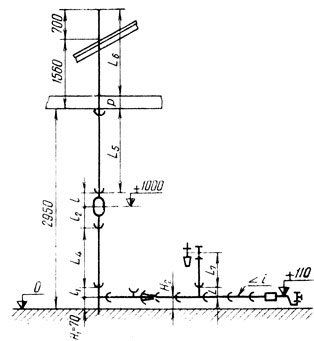 700
1560
L₆
P
2950
L₅
L
+1000
L₂
L₄
L₁
0
H₁=70
H₂
L₇
L
<i
+110